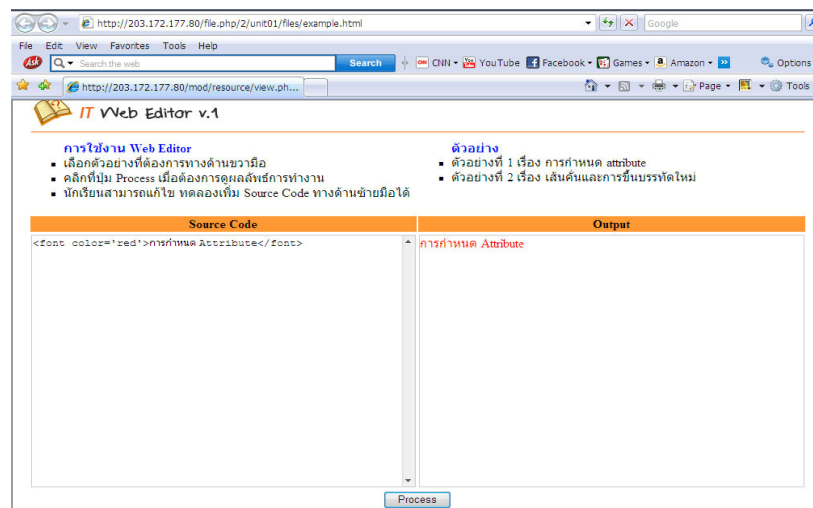 http://203.172.177.80/file.php/2/unit01/files/example.html
Google
File Edit View Favorites Tools Help
Ask Search the web Search CNN YouTube Facebook Games Amazon Options
http://203.172.177.80/mod/resource/view.ph... Page Tools
IT Web Editor v.1
การใช้งาน Web Editor
เลือกตัวอย่างที่ต้องการทางด้านขวามือ
คลิกที่ปุ่ม Process เมื่อต้องการดูผลลัพธ์การทำงาน
นักเรียนสามารถแก้ไข ทดลองเพิ่ม Source Code ทางด้านซ้ายมือได้
ตัวอย่าง
ตัวอย่างที่ 1 เรื่อง การกำหนด attribute
ตัวอย่างที่ 2 เรื่อง เส้นคั่นและการขึ้นบรรทัดใหม่
Source Code
<font color='red'>การกำหนด Attribute</font>
Output
การกำหนด Attribute
Process